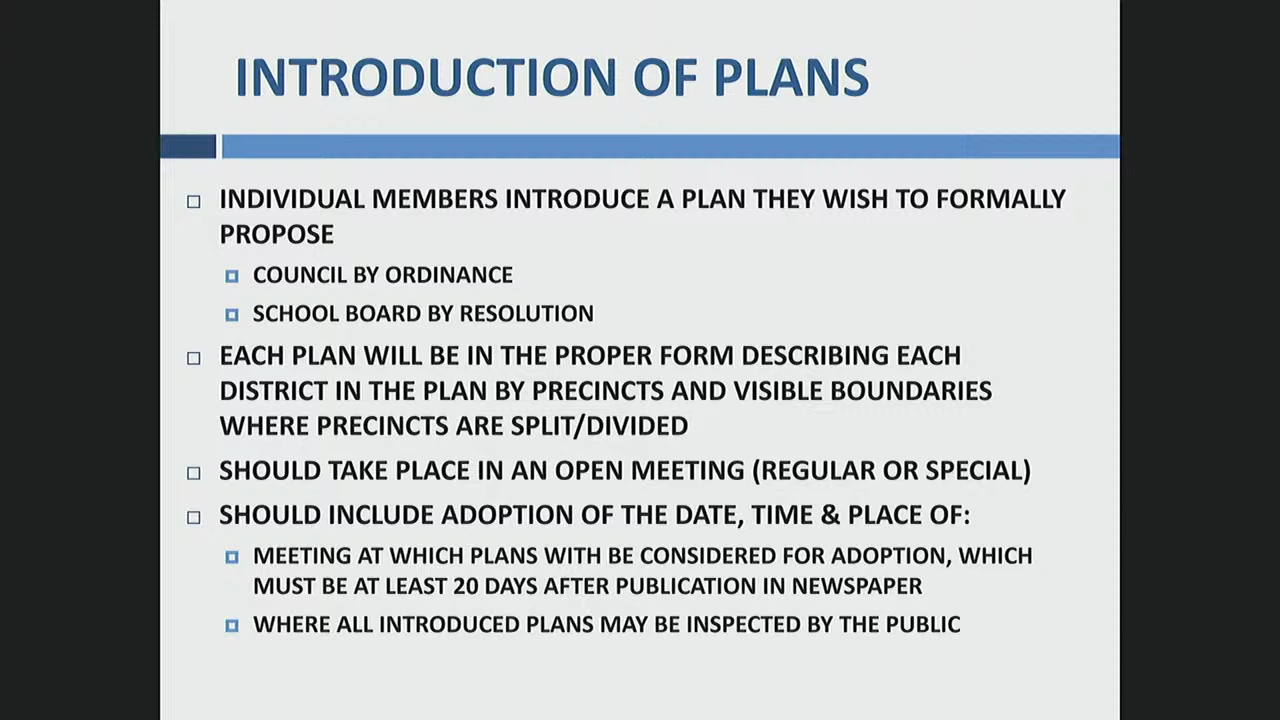 INTRODUCTION OF PLANS
INDIVIDUAL MEMBERS INTRODUCE A PLAN THEY WISH TO FORMALLY
PROPOSE
COUNCIL BY ORDINANCE
SCHOOL BOARD BY RESOLUTION
EACH PLAN WILL BE IN THE PROPER FORM DESCRIBING EACH
DISTRICT IN THE PLAN BY PRECINCTS AND VISIBLE BOUNDARIES
WHERE PRECINCTS ARE SPLIT/DIVIDED
SHOULD TAKE PLACE IN AN OPEN MEETING (REGULAR OR SPECIAL)
SHOULD INCLUDE ADOPTION OF THE DATE, TIME & PLACE OF:
MEETING AT WHICH PLANS WITH BE CONSIDERED FOR ADOPTION, WHICH
MUST BE AT LEAST 20 DAYS AFTER PUBLICATION IN NEWSPAPER
WHERE ALL INTRODUCED PLANS MAY BE INSPECTED BY THE PUBLIC